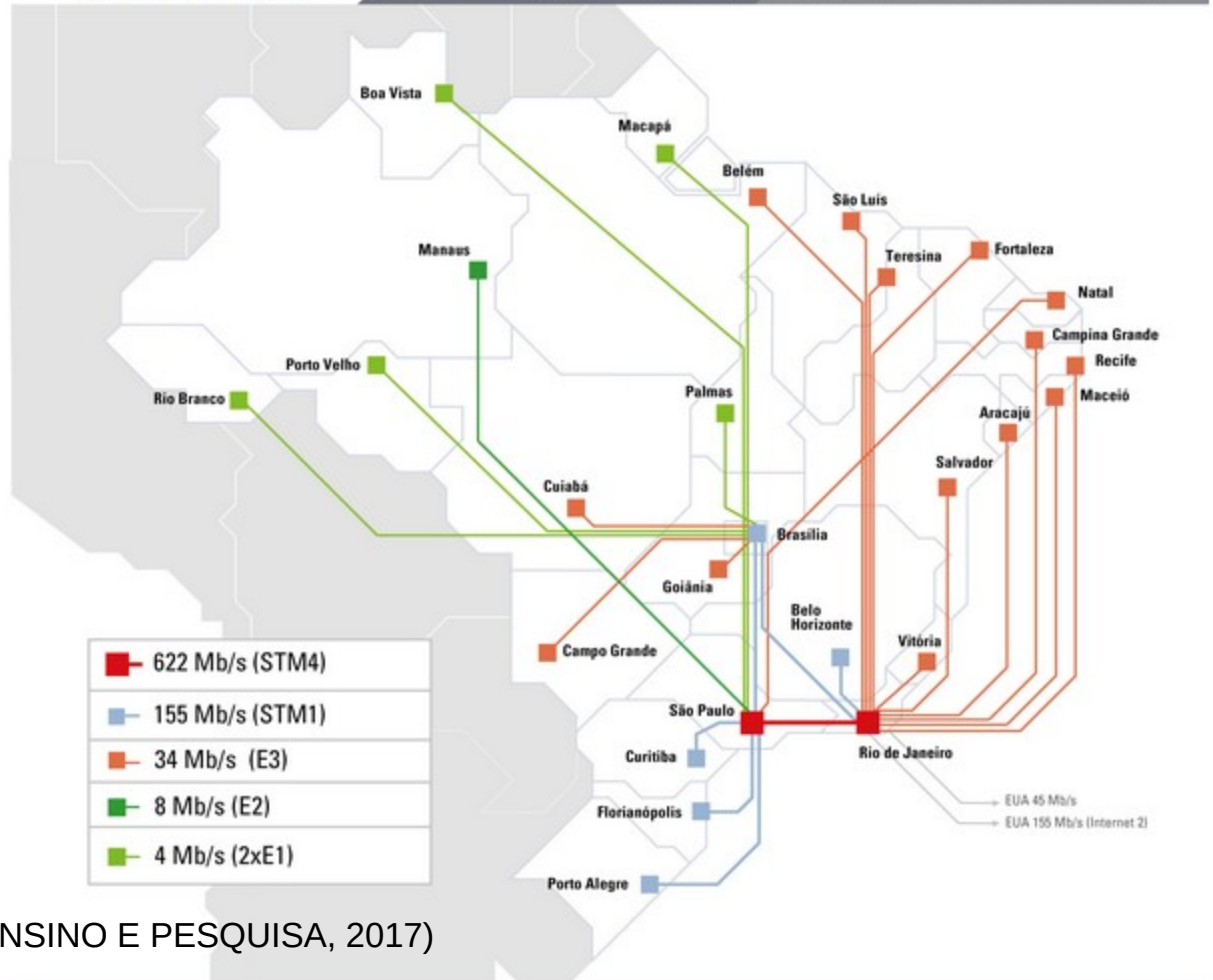 Boa Vista
Macapá
Belém
São Luís
Manaus
Teresina
Fortaleza
Natal
Campina Grande
Porto Velho
Recife
Rio Branco
Palmas
Maceió
Aracajú
Salvador
Cuiabá
Brasília
Goiânia
Belo
Horizonte
Vitória
Campo Grande
622 Mb/s (STM4)
155 Mb/s (STM1)
34 Mb/s (E3)
8 Mb/s (E2)
4 Mb/s (2xE1)
São Paulo
Rio de Janeiro
Curitiba
EUA 45 Mb/s
Florianópolis
EUA 155 Mb/s (Internet 2)
Porto Alegre
NSINO E PESQUISA, 2017)